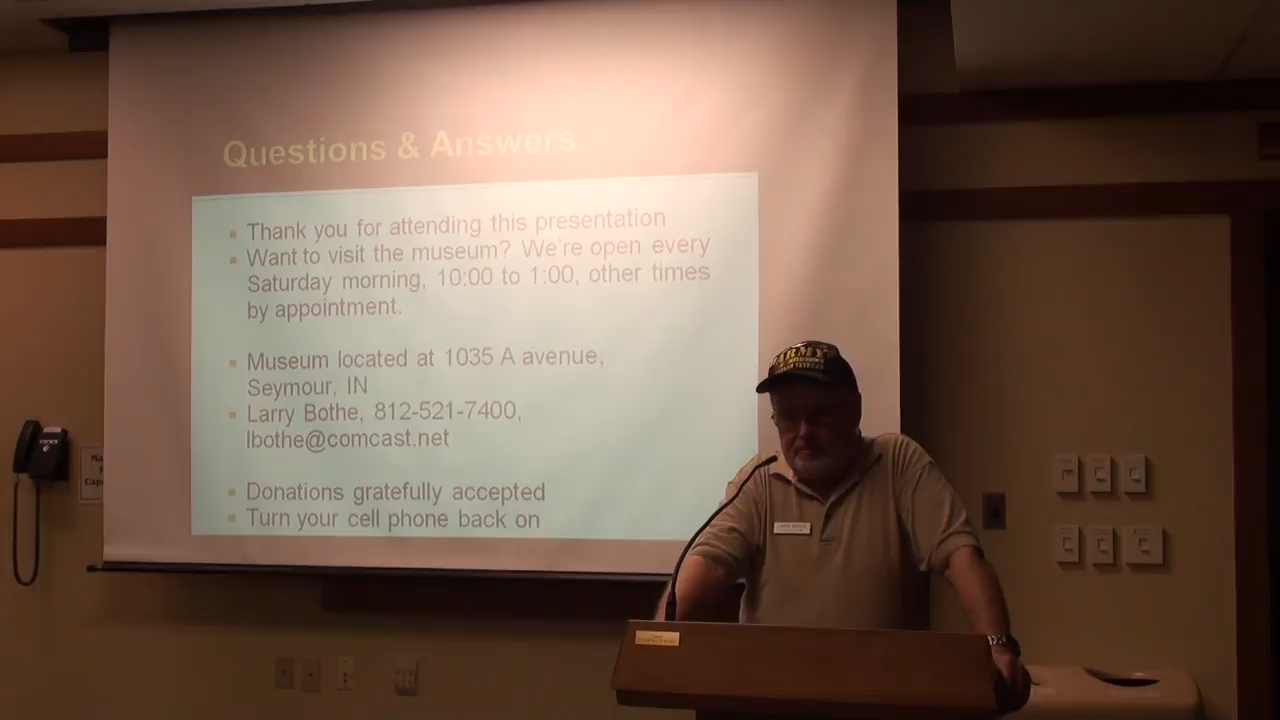 Questions & Answers
Thank you for attending this presentation
Want to visit the museum? We're open every
Saturday morning, 10:00 to 1:00, other times
by appointment.
Museum located at 1035 A avenue,
Seymour, IN
Larry Bothe, 812-521-7400,
lbothe@comcast.net
Donations gratefully accepted
Turn your cell phone back on
ARMY
VETERAN